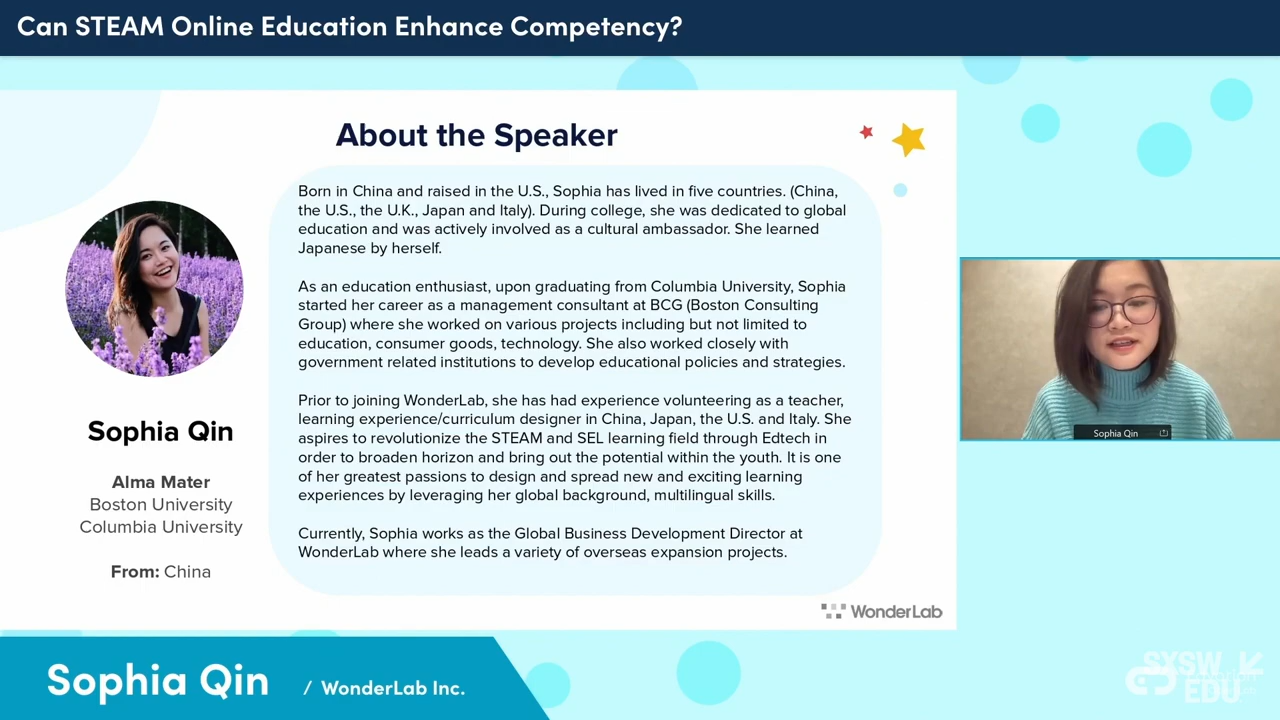 Can STEAM Online Education Enhance Competency?
About the Speaker
Born in China and raised in the U.S., Sophia has lived in five countries. (China,
the U.S., the U.K., Japan and Italy). During college, she was dedicated to global
education and was actively involved as a cultural ambassador. She learned
Japanese by herself.
As an education enthusiast, upon graduating from Columbia University, Sophia
started her career as a management consultant at BCG (Boston Consulting
Group) where she worked on various projects including but not limited to
education, consumer goods, technology. She also worked closely with
government related institutions to develop educational policies and strategies.
Prior to joining WonderLab, she has had experience volunteering as a teacher,
learning experience/curriculum designer in China, Japan, the U.S. and Italy. She
aspires to revolutionize the STEAM and SEL learning field through Edtech in
order to broaden horizon and bring out the potential within the youth. It is one
of her greatest passions to design and spread new and exciting learning
experiences by leveraging her global background, multilingual skills.
Currently, Sophia works as the Global Business Development Director at
WonderLab where she leads a variety of overseas expansion projects.
Sophia Qin
Alma Mater
Boston University
Columbia University
From: China
WonderLab
Sophia Qin
Sophia Qin / WonderLab Inc.
SXSW
EDU